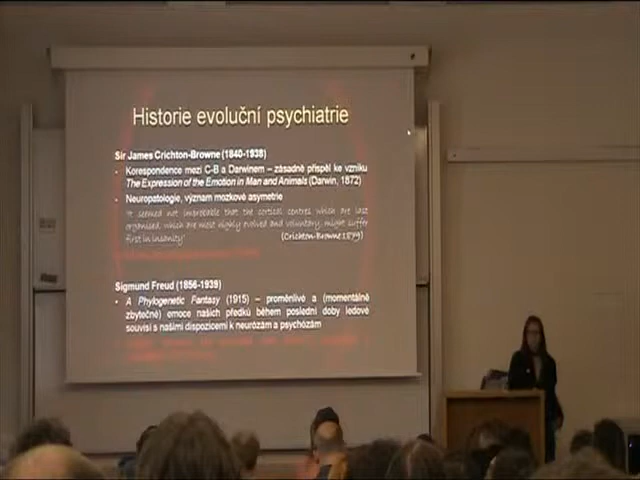 Historie evoluční psychiatrie
Sir James Crichton-Browne (1840-1938)
• Korespondence mezi C-B a Darwinem – zásadně přispěl ke vzniku
The Expression of the Emotion in Man and Animals (Darwin, 1872)
• Neuropatologie, význam mozkové asymetrie
'It seemed not improbable that the cortical centres which are last
organised, which are most highly evolved and voluntary, might suffer
first in insanity'
(Crichton-Browne 1879)
Sigmund Freud (1856-1939)
• A Phylogenetic Fantasy (1915) – proměnlivé a (momentálně
zbytečné) emoce našich předků během poslední doby ledové
souvisí s našimi dispozicemi k neurózám a psychózám